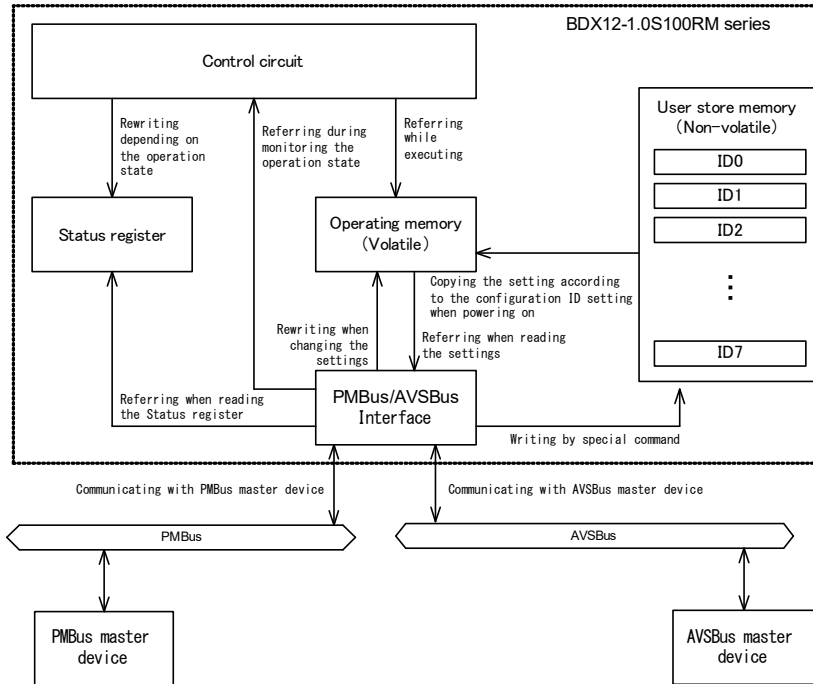 BDX12-1.0S100RM series
Control circuit
Rewriting
depending on
the operation
state
Referring during
monitoring the
operation state
Referring
while
executing
User store memory
(Non-volatile)
ID0
ID1
ID2
⋮
ID7
Status register
Operating memory
(Volatile)
Copying the setting according
to the configuration ID setting
when powering on
Rewriting when
changing the
settings
Referring when reading
the settings
Referring when reading
the Status register
PMBus/AVSBus
Interface
Writing by special command
Communicating with PMBus master device
Communicating with AVSBus master device
PMBus
AVSBus
PMBus master
device
AVSBus master
device